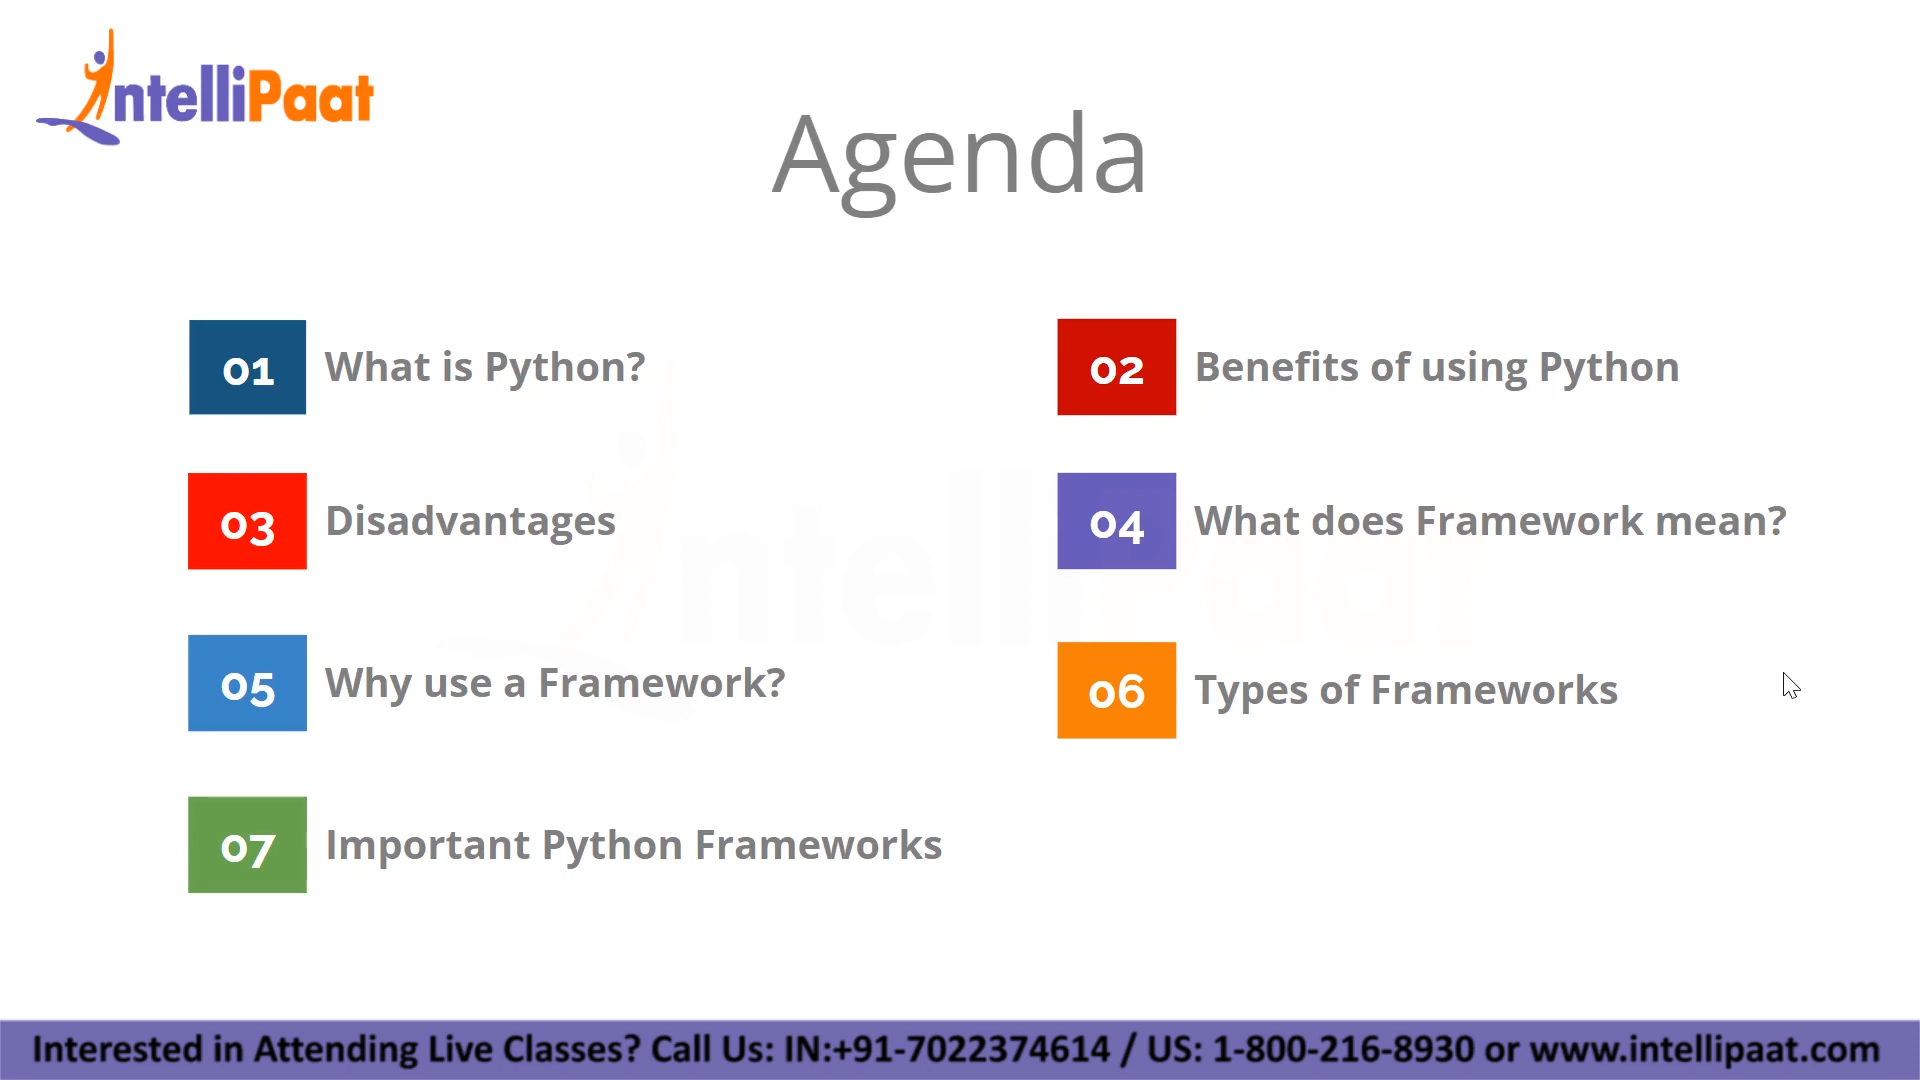 IntelliPaat
Agenda
01 What is Python?
02 Benefits of using Python
03 Disadvantages
04 What does Framework mean?
05 Why use a Framework?
06 Types of Frameworks
07 Important Python Frameworks
Interested in Attending Live Classes? Call Us: IN:+91-7022374614 / US: 1-800-216-8930 or www.intellipaat.com